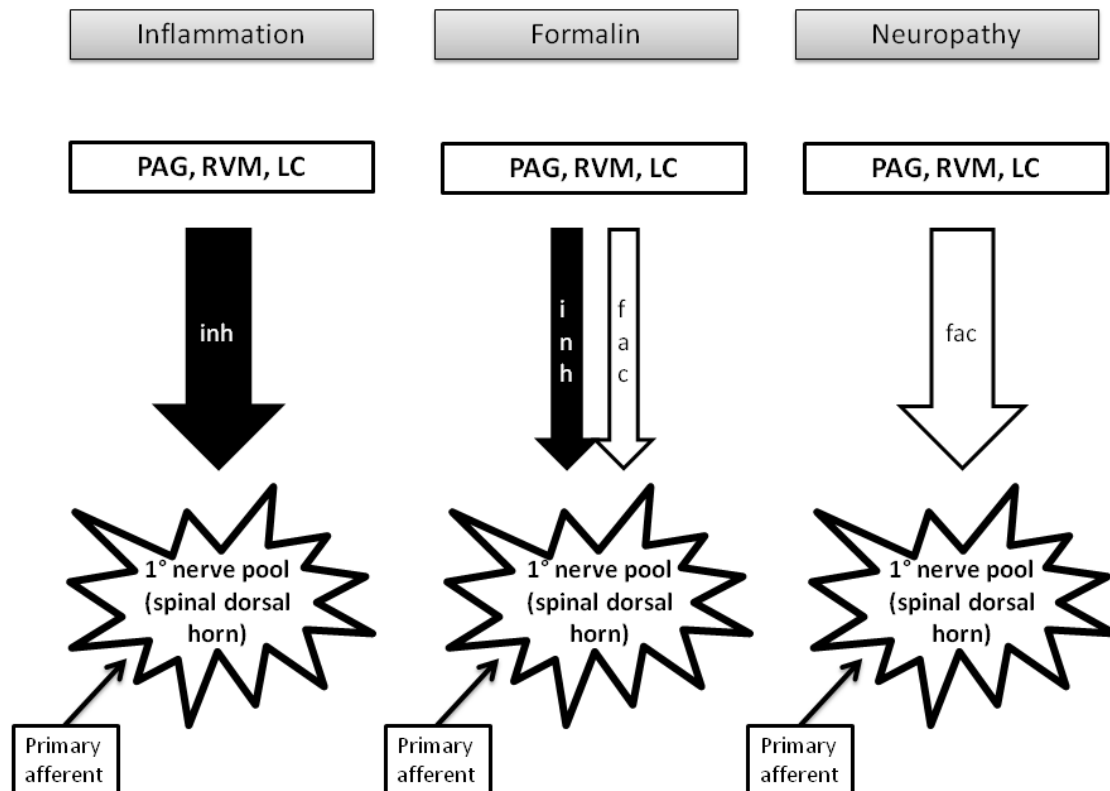 Inflammation
Formalin
Neuropathy
PAG, RVM, LC
PAG, RVM, LC
PAG, RVM, LC
inh
i
n
h
f
a
c
fac
1° nerve pool
(spinal dorsal
horn)
1° nerve pool
(spinal dorsal
horn)
1° nerve pool
(spinal dorsal
horn)
Primary
afferent
Primary
afferent
Primary
afferent